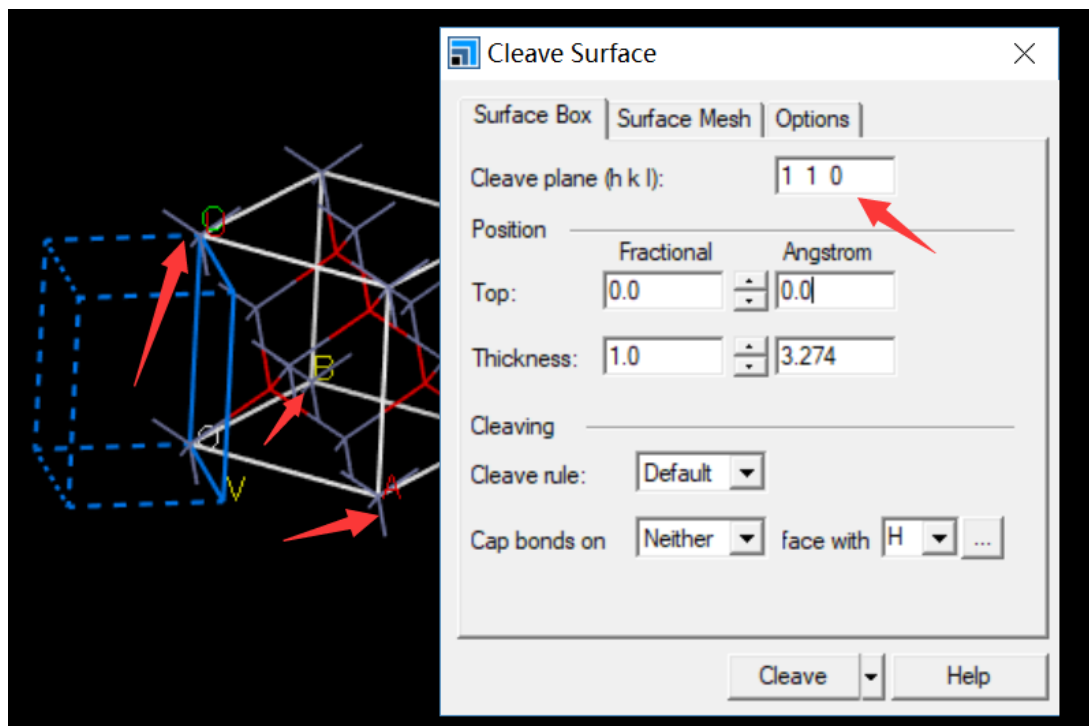 Cleave Surface
Surface Box Surface Mesh Options
Cleave plane (h k l): 1 1 0
Position
Fractional Angstrom
Top: 0.0 0.0
Thickness: 1.0 3.274
Cleaving
Cleave rule: Default
Cap bonds on Neither face with H ...
Cleave Help
U
B
O
A
V